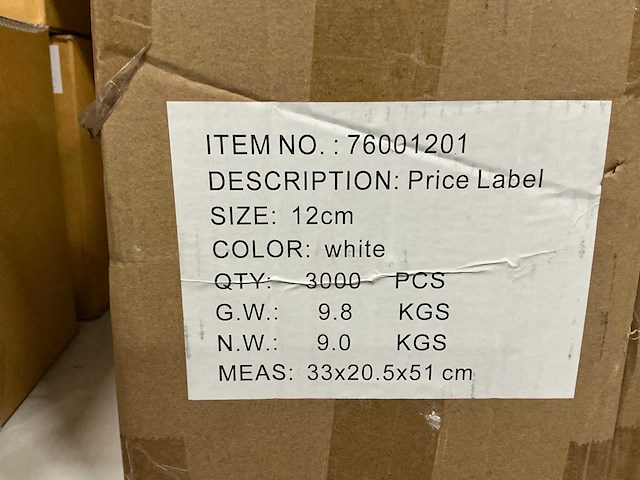 ITEM NO. : 76001201
DESCRIPTION: Price Label
SIZE: 12cm
COLOR: white
QTY: 3000 PCS
G.W.: 9.8 KGS
N.W.: 9.0 KGS
MEAS: 33x20.5x51 cm